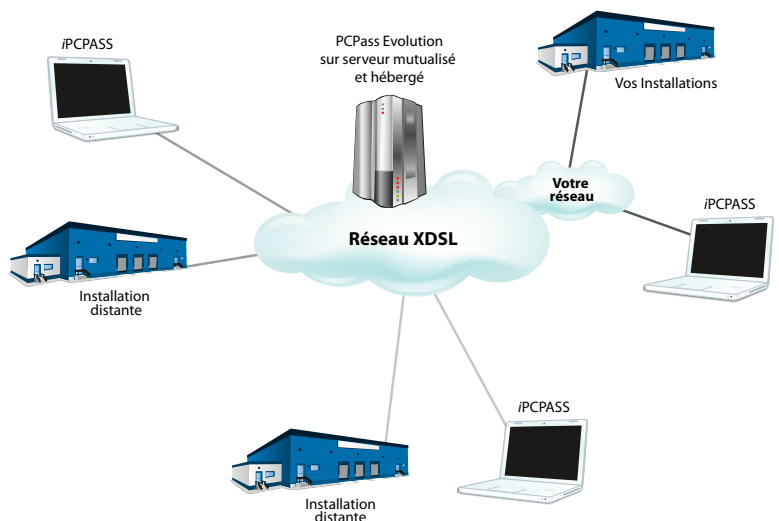 iPCPASS
PCPass Evolution
sur serveur mutualisé
et hébergé
Vos Installations
Votre
réseau
iPCPASS
Réseau XDSL
Installation
distante
iPCPASS
Installation
distante